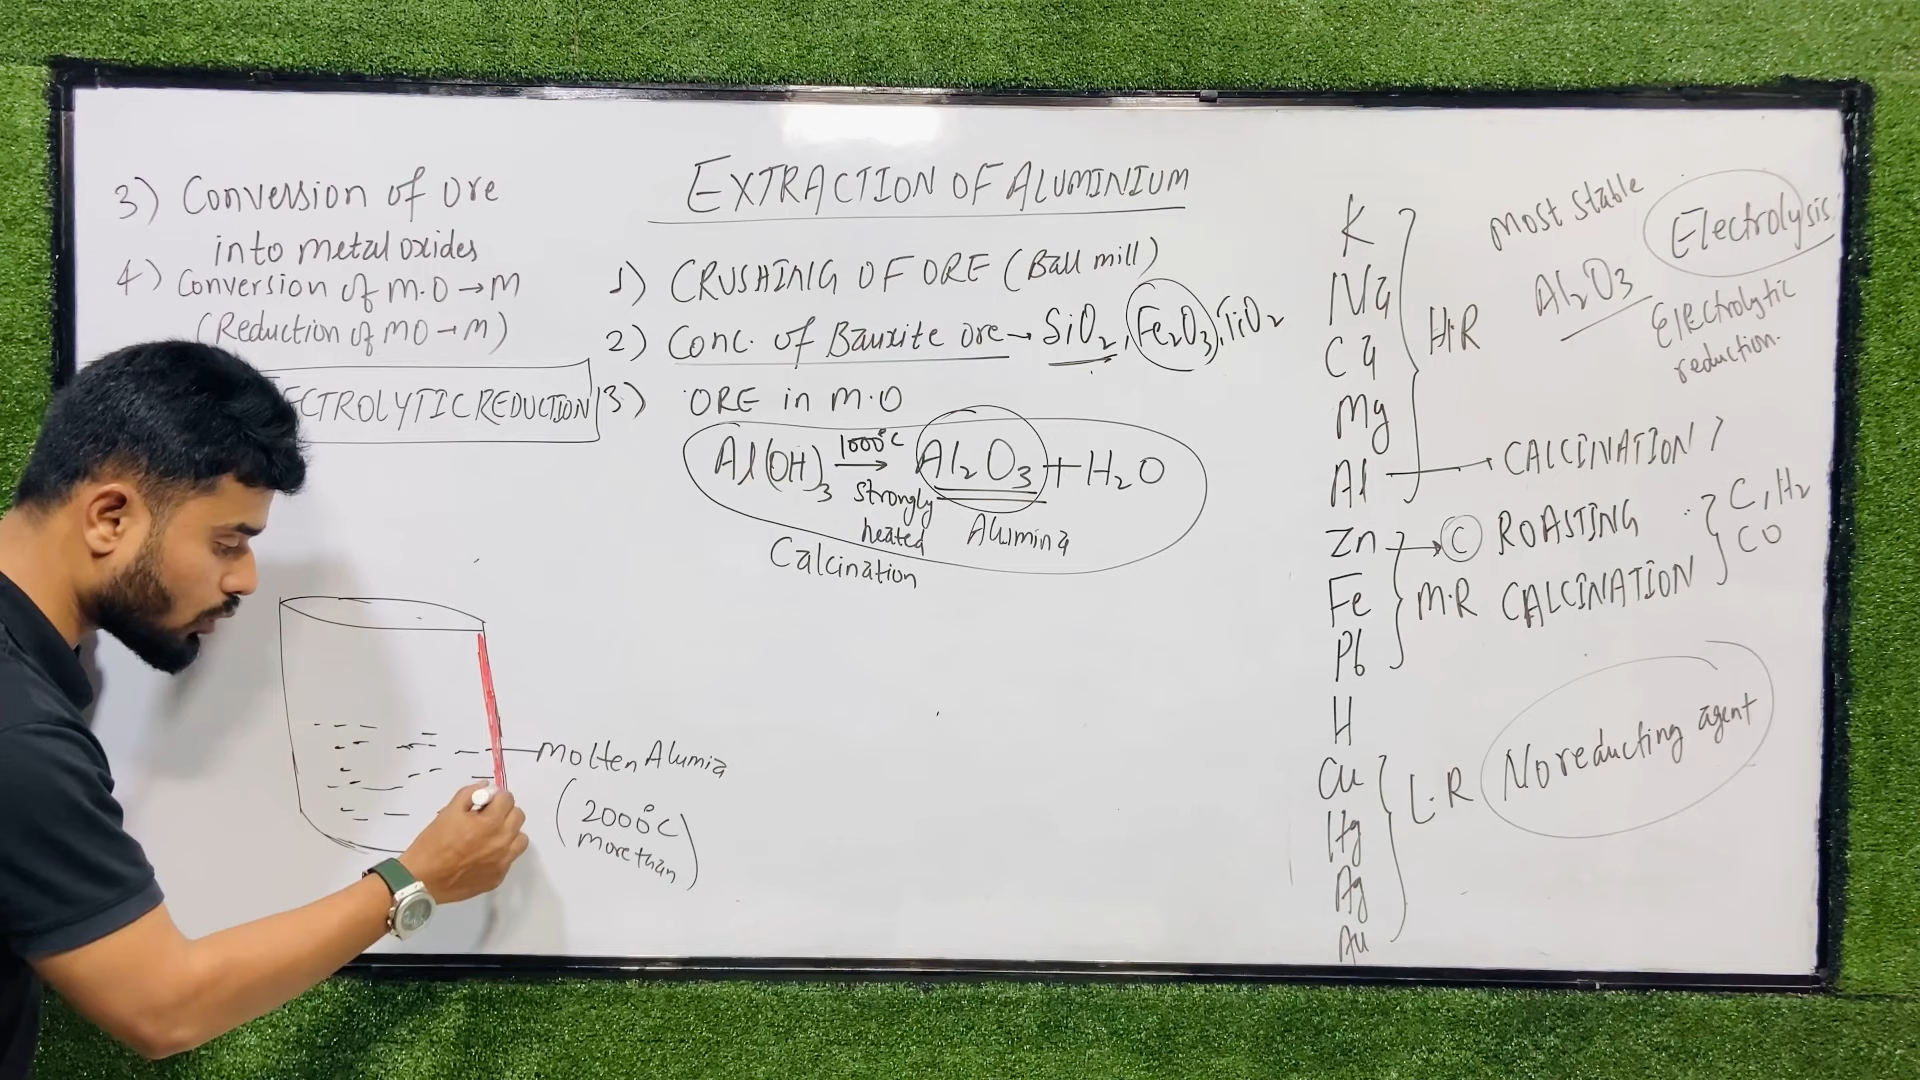 3) Conversion of ore
into metal oxides
4) Conversion of M.O → M
(Reduction of MO → M)
ECTROLYTIC REDUCTION
EXTRACTION OF ALUMINIUM
1) CRUSHING OF ORE (Ball mill)
2) Conc. of Bauxite ore → SiO2, Fe2O3, TiO2
3) ORE in M.O
Al(OH)3 → Al2O3 + H2O
1000°C
strongly
heated
Alumina
Calcination
Molten Alumia
(2000°C
more than)
K
Na
Ca
Mg
Al
Zn
Fe
Pb
H
Cu
Hg
Ag
Au
H.R
Most stable
Al2O3
Electrolysis
Electrolytic
reduction.
→ CALCINATION
→ C ROASTING
M.R CALCINATION
C, H2
CO
L.R No reducting agent